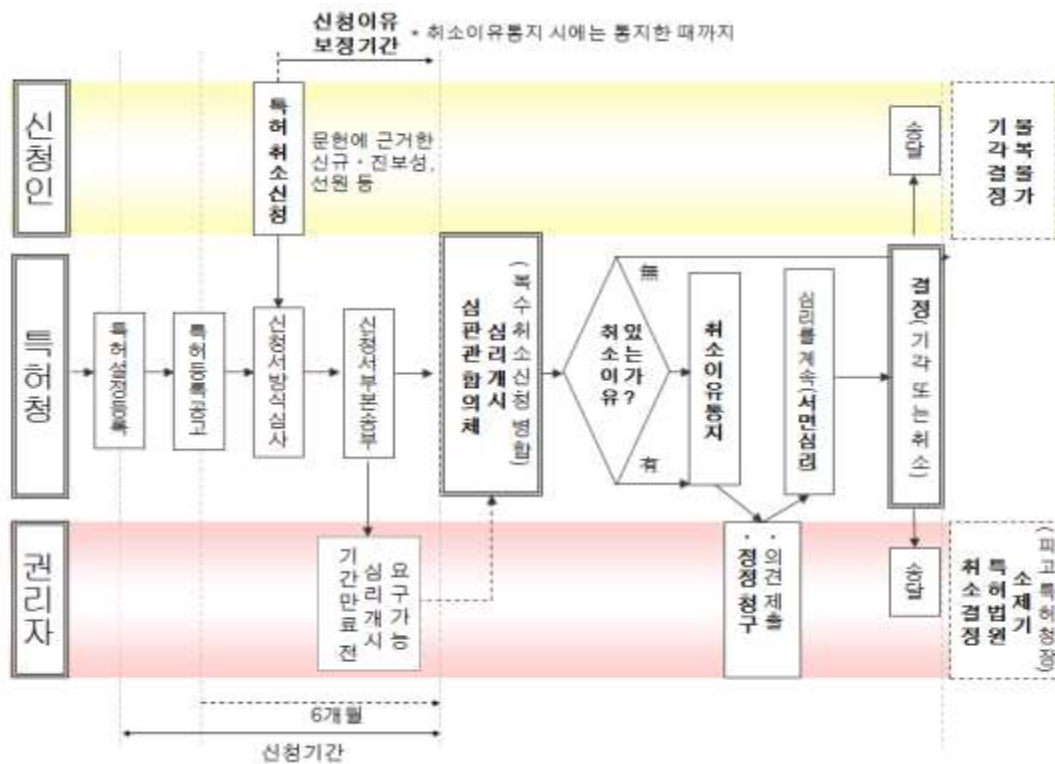 신청이유
보정기간
* 취소이유통지 시에는 통지한 때까지
신청인
특허 취소신청
문헌에 근거한
신규 · 진보성,
선원 등
송달
기각결정
불복불가
특허청
특허설정등록
특허등록공고
신청서방식심사
신청서부본송부
심판관합의체
심리개시
(복수취소신청 병합)
취소이유
있는가?
無
有
취소이유통지
심리를 계속(서면심리)
결정(기각 또는 취소)
권리자
기간만료 전
심리개시
요구가능
· 정정 청구
· 의견 제출
송달
취소결정
특허법원
소제기
(피고 특허청장)
6개월
신청기간